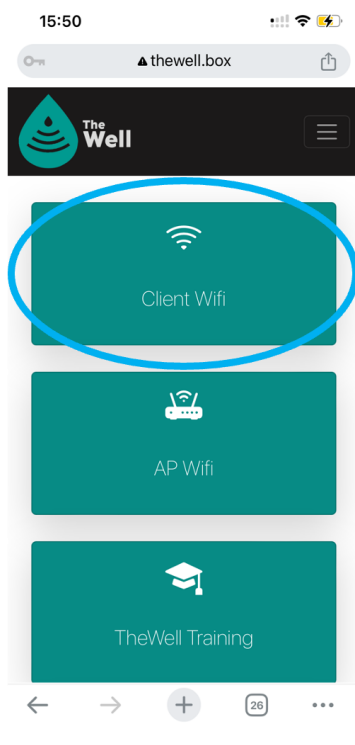 15:50
thewell.box
The
Well
Client Wifi
AP Wifi
TheWell Training
26